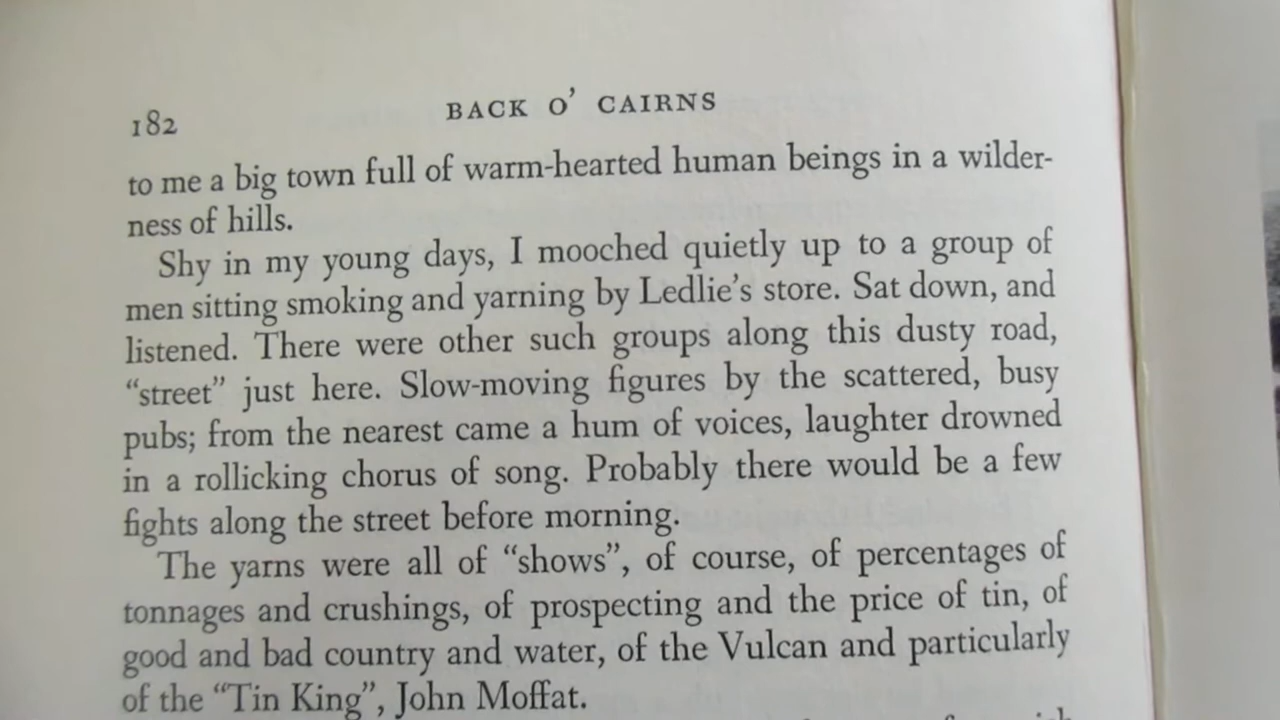 182
BACK O' CAIRNS
to me a big town full of warm-hearted human beings in a wilder-
ness of hills.
Shy in my young days, I mooched quietly up to a group of
men sitting smoking and yarning by Ledlie's store. Sat down, and
listened. There were other such groups along this dusty road,
“street” just here. Slow-moving figures by the scattered, busy
pubs; from the nearest came a hum of voices, laughter drowned
in a rollicking chorus of song. Probably there would be a few
fights along the street before morning.
The yarns were all of “shows”, of course, of percentages of
tonnages and crushings, of prospecting and the price of tin, of
good and bad country and water, of the Vulcan and particularly
of the “Tin King”, John Moffat.